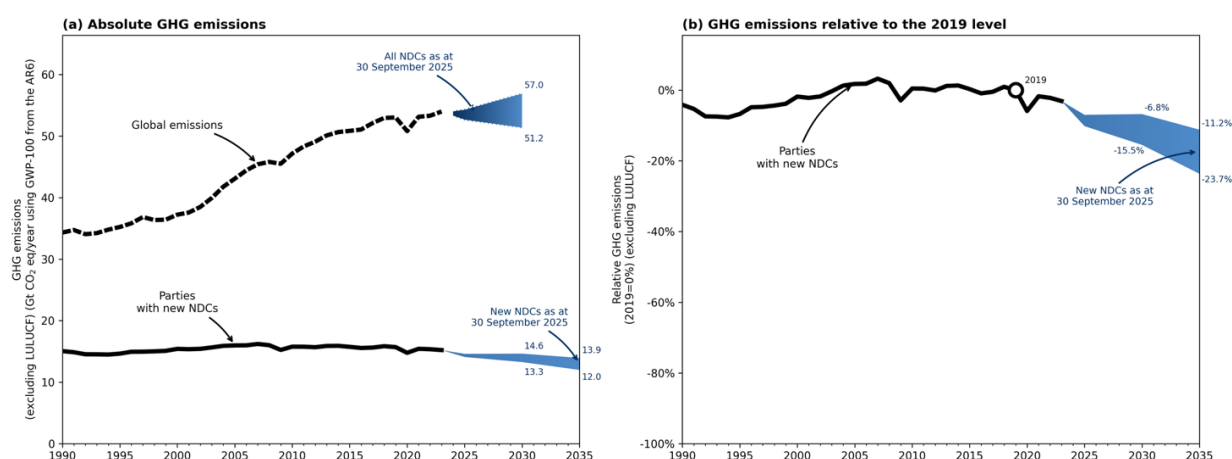 (a) Absolute GHG emissions
GHG emissions
(excluding LULUCF) (Gt CO₂ eq/year using GWP-100 from the AR6)
60
50
40
30
20
10
0
1990
1995
2000
2005
2010
2015
2020
2025
2030
2035
All NDCs as at
30 September 2025
57.0
51.2
Global emissions
Parties
with new NDCs
New NDCs as at
30 September 2025
14.6
13.9
13.3
12.0
(b) GHG emissions relative to the 2019 level
Relative GHG emissions
(2019=0%) (excluding LULUCF)
0%
-20%
-40%
-60%
-80%
-100%
1990
1995
2000
2005
2010
2015
2020
2025
2030
2035
2019
Parties
with new NDCs
-6.8%
-11.2%
-15.5%
-23.7%
New NDCs as at
30 September 2025